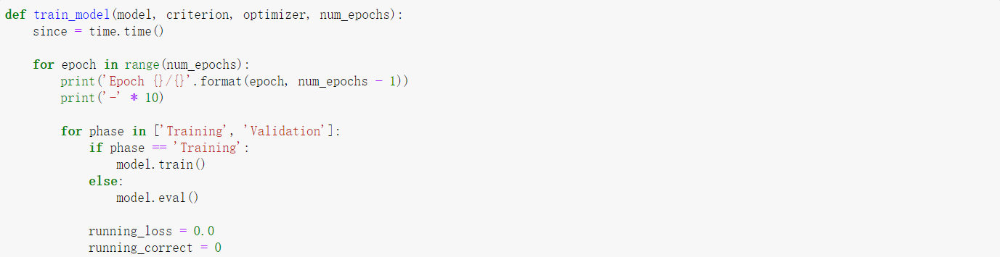 def train_model(model, criterion, optimizer, num_epochs):
    since = time.time()
    for epoch in range(num_epochs):
        print('Epoch {}/{}'.format(epoch, num_epochs - 1))
        print('-' * 10)
        for phase in ['Training', 'Validation']:
            if phase == 'Training':
                model.train()
            else:
                model.eval()
            running_loss = 0.0
            running_correct = 0